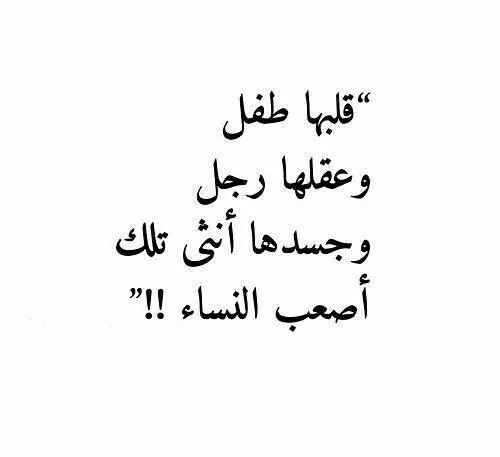 “قلبها طفل
وعقلها رجل
وجسدها أنثى تلك
أصعب النساء !!”